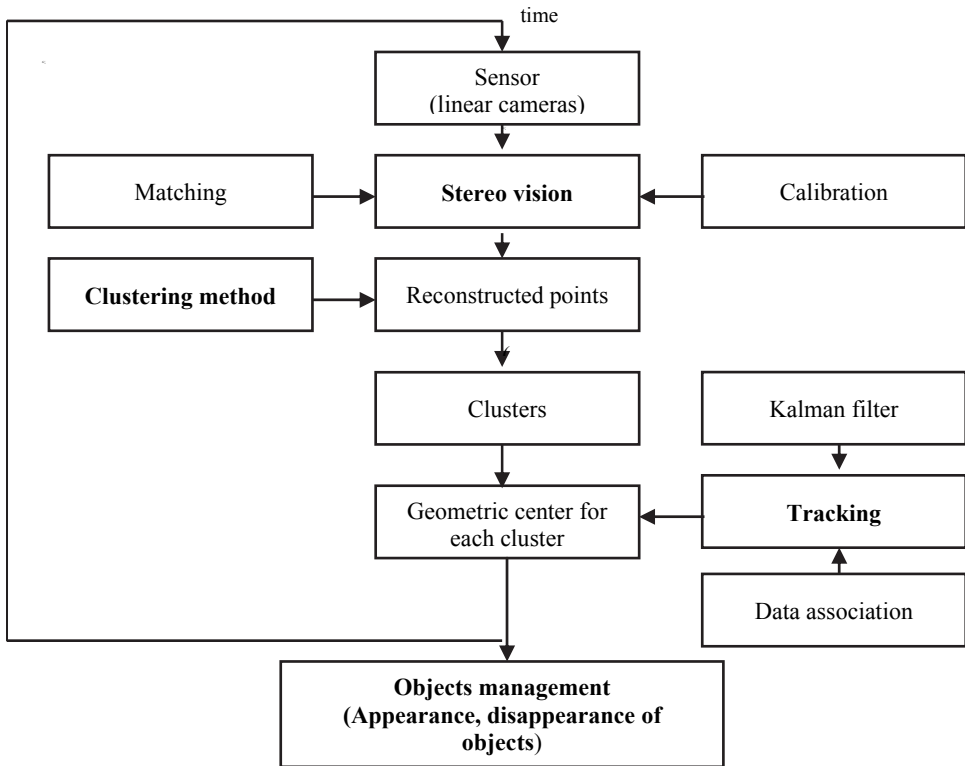 time
Sensor
(linear cameras)
Matching
Stereo vision
Calibration
Clustering method
Reconstructed points
Clusters
Kalman filter
Geometric center for
each cluster
Tracking
Data association
Objects management
(Appearance, disappearance of
objects)